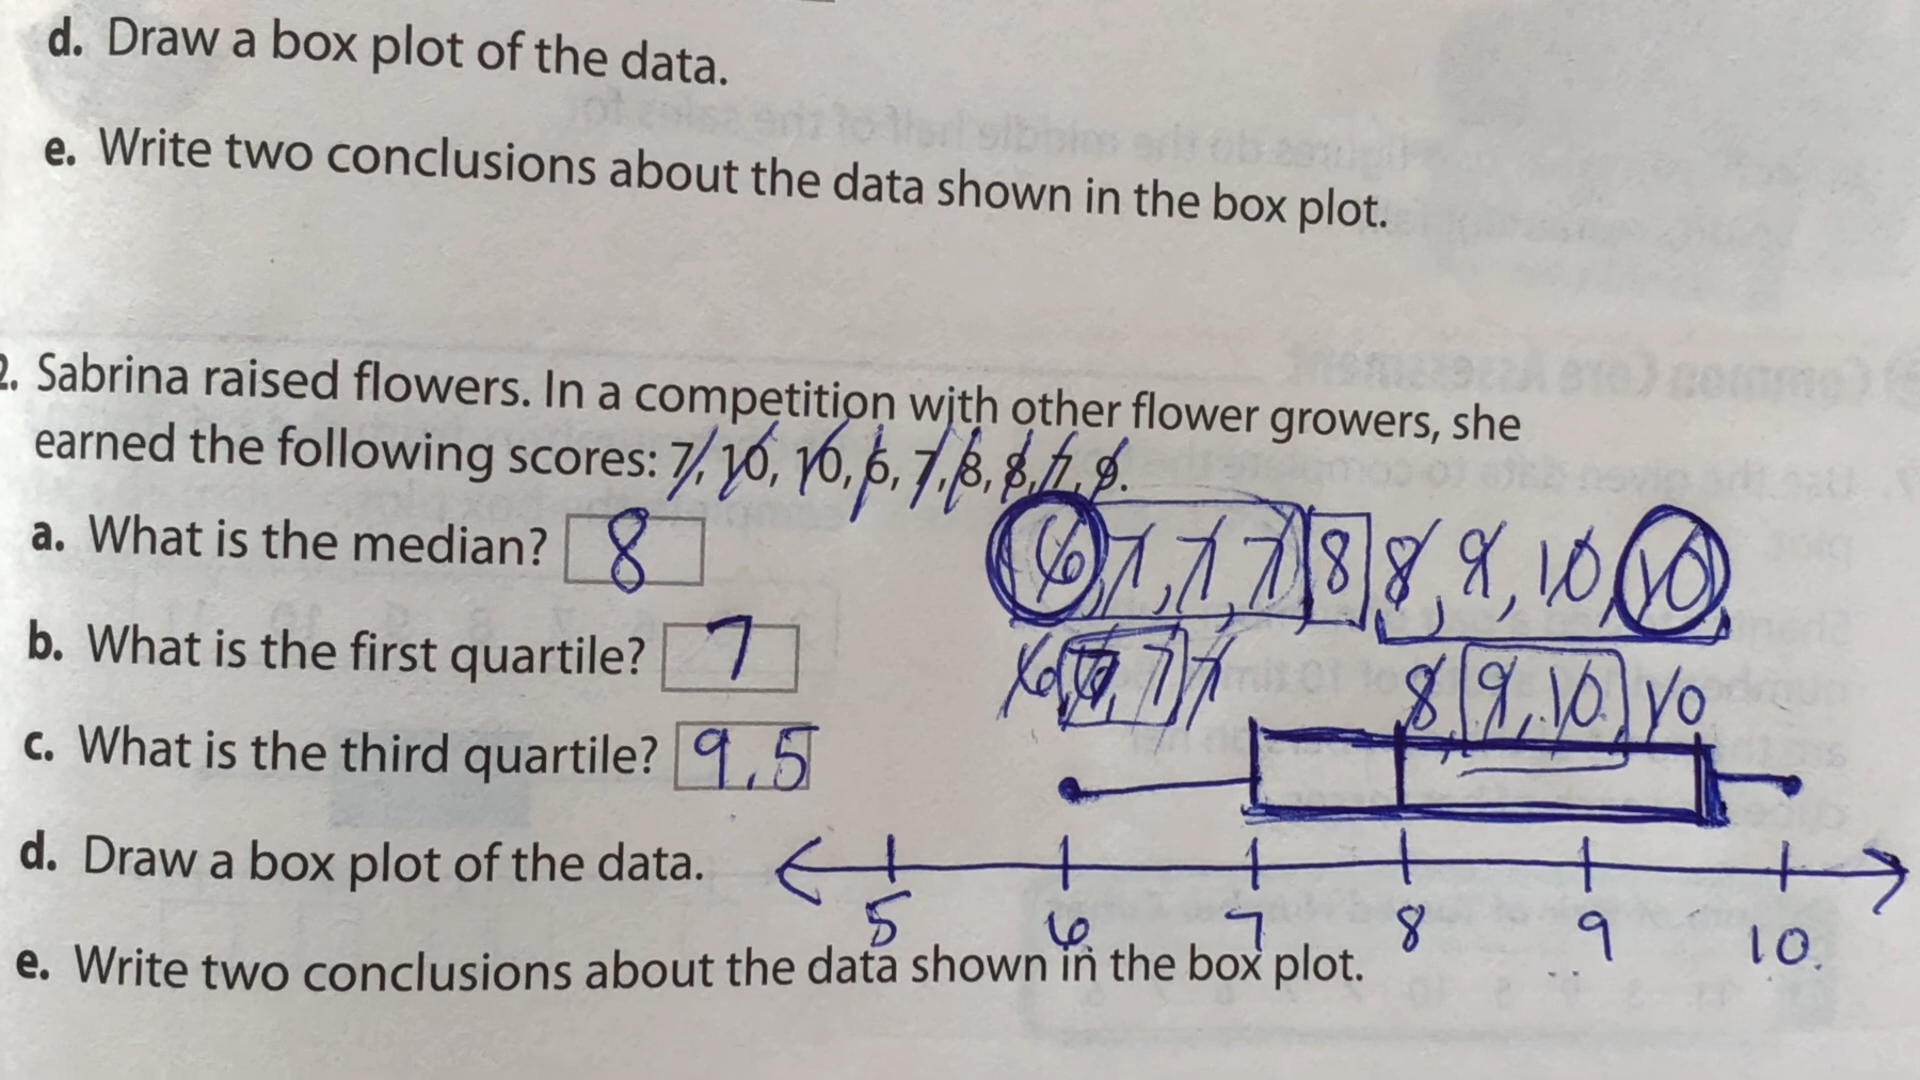 d. Draw a box plot of the data.
e. Write two conclusions about the data shown in the box plot.
2. Sabrina raised flowers. In a competition with other flower growers, she
earned the following scores: 7, 10, 10, 6, 7, 8, 8, 7, 9.
a. What is the median? 8
6, 7, 7, 7, 8, 8, 9, 10, 10
b. What is the first quartile? 7
7, 7
8, 9, 10, 10
c. What is the third quartile? 9.5
d. Draw a box plot of the data.
5 6 7 8 9 10
e. Write two conclusions about the data shown in the box plot.